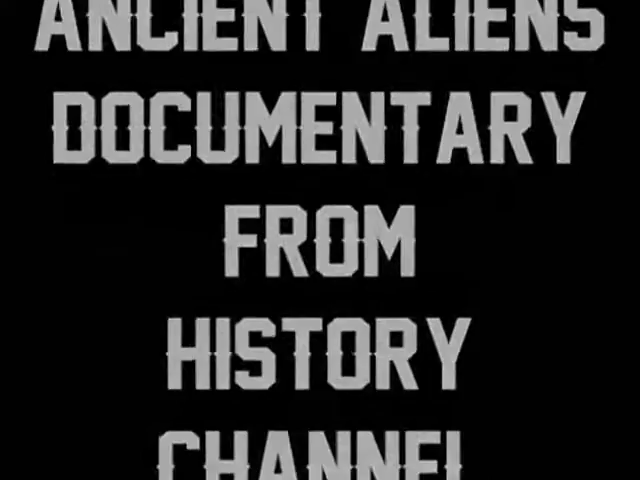 ANCIENT ALIENS
DOCUMENTARY
FROM
HISTORY
CHANNEL